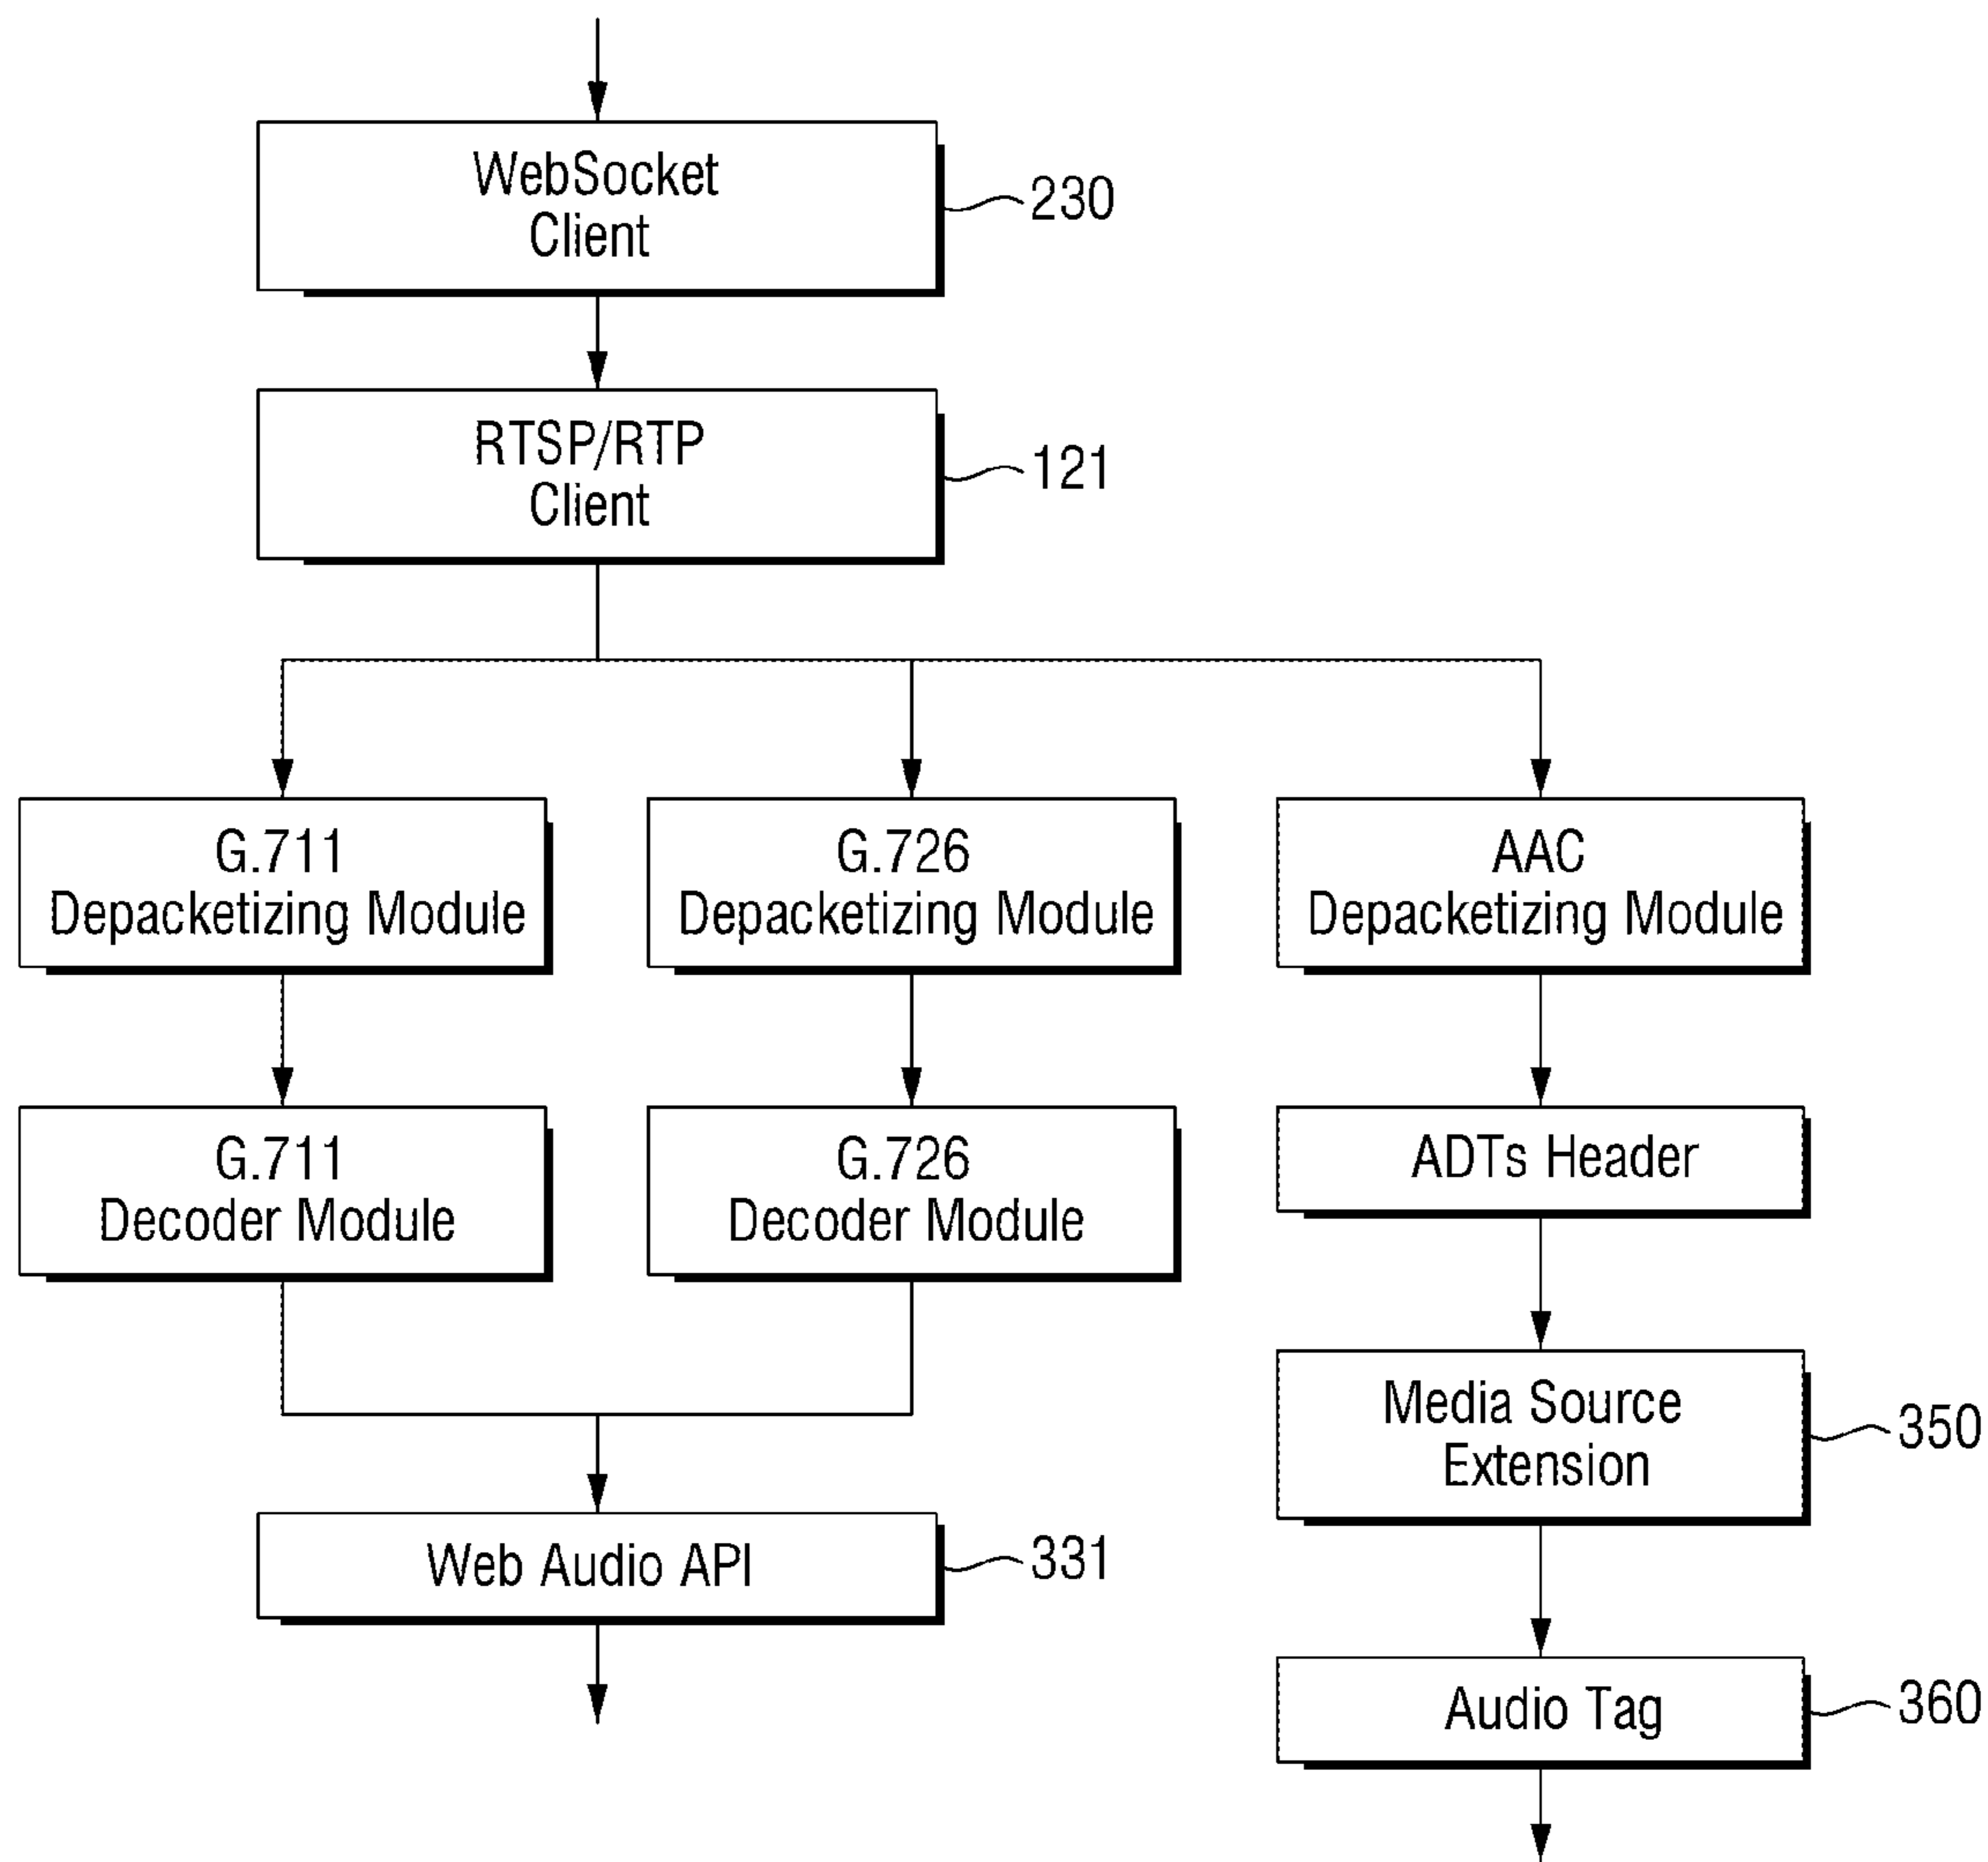 WebSocket
Client
230
RTSP/RTP
Client
121
G.711
Depacketizing Module
G.726
Depacketizing Module
AAC
Depacketizing Module
G.711
Decoder Module
G.726
Decoder Module
ADTs Header
Media Source
Extension
350
Web Audio API
331
Audio Tag
360